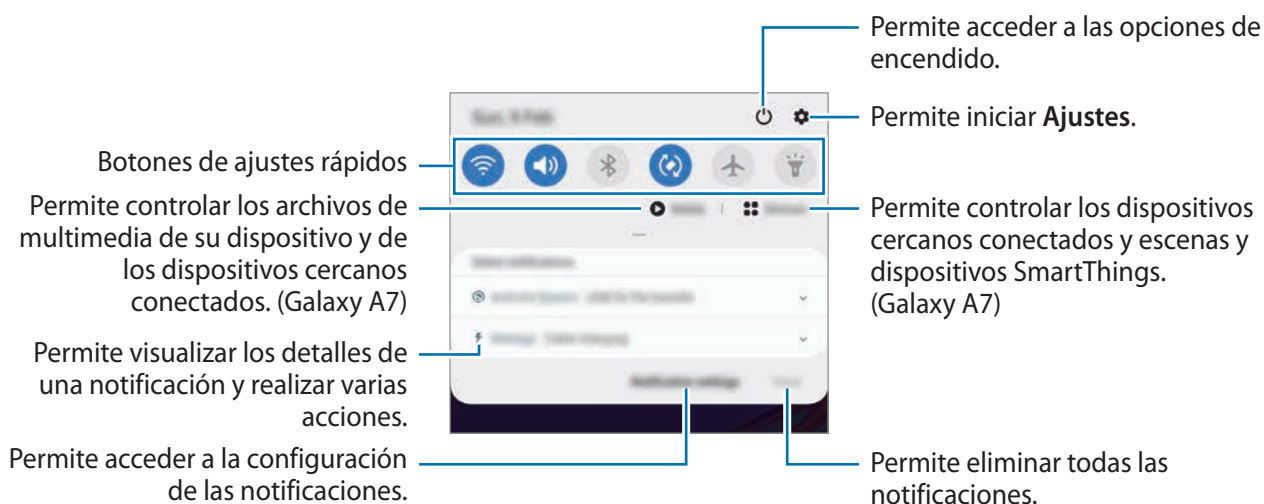 Permite acceder a las opciones de
encendido.
Permite iniciar Ajustes.
Botones de ajustes rápidos
Permite controlar los archivos de
multimedia de su dispositivo y de
los dispositivos cercanos
conectados. (Galaxy A7)
Permite controlar los dispositivos
cercanos conectados y escenas y
dispositivos SmartThings.
(Galaxy A7)
Permite visualizar los detalles de
una notificación y realizar varias
acciones.
Permite acceder a la configuración
de las notificaciones.
Permite eliminar todas las
notificaciones.